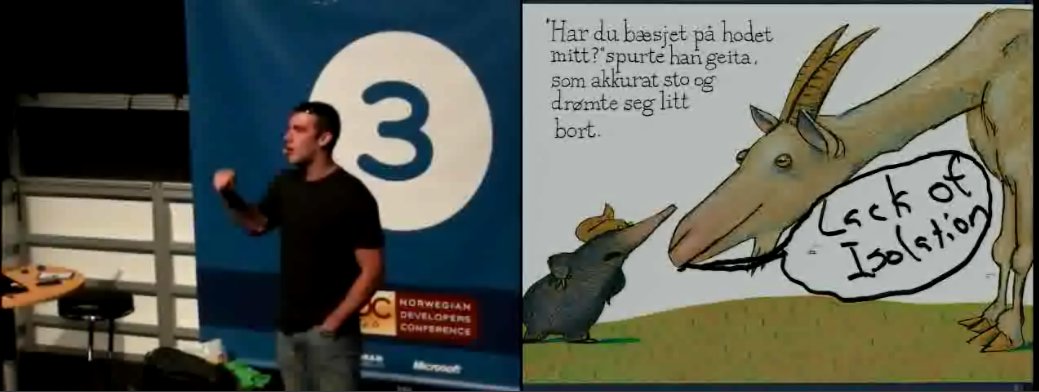 3
NORWEGIAN
DEVELOPERS
CONFERENCE
Microsoft
"Har du bæsjet på hodet
mitt?" spurte han geita,
som akkurat sto og
drømte seg litt
bort.
Lack of
Isolation